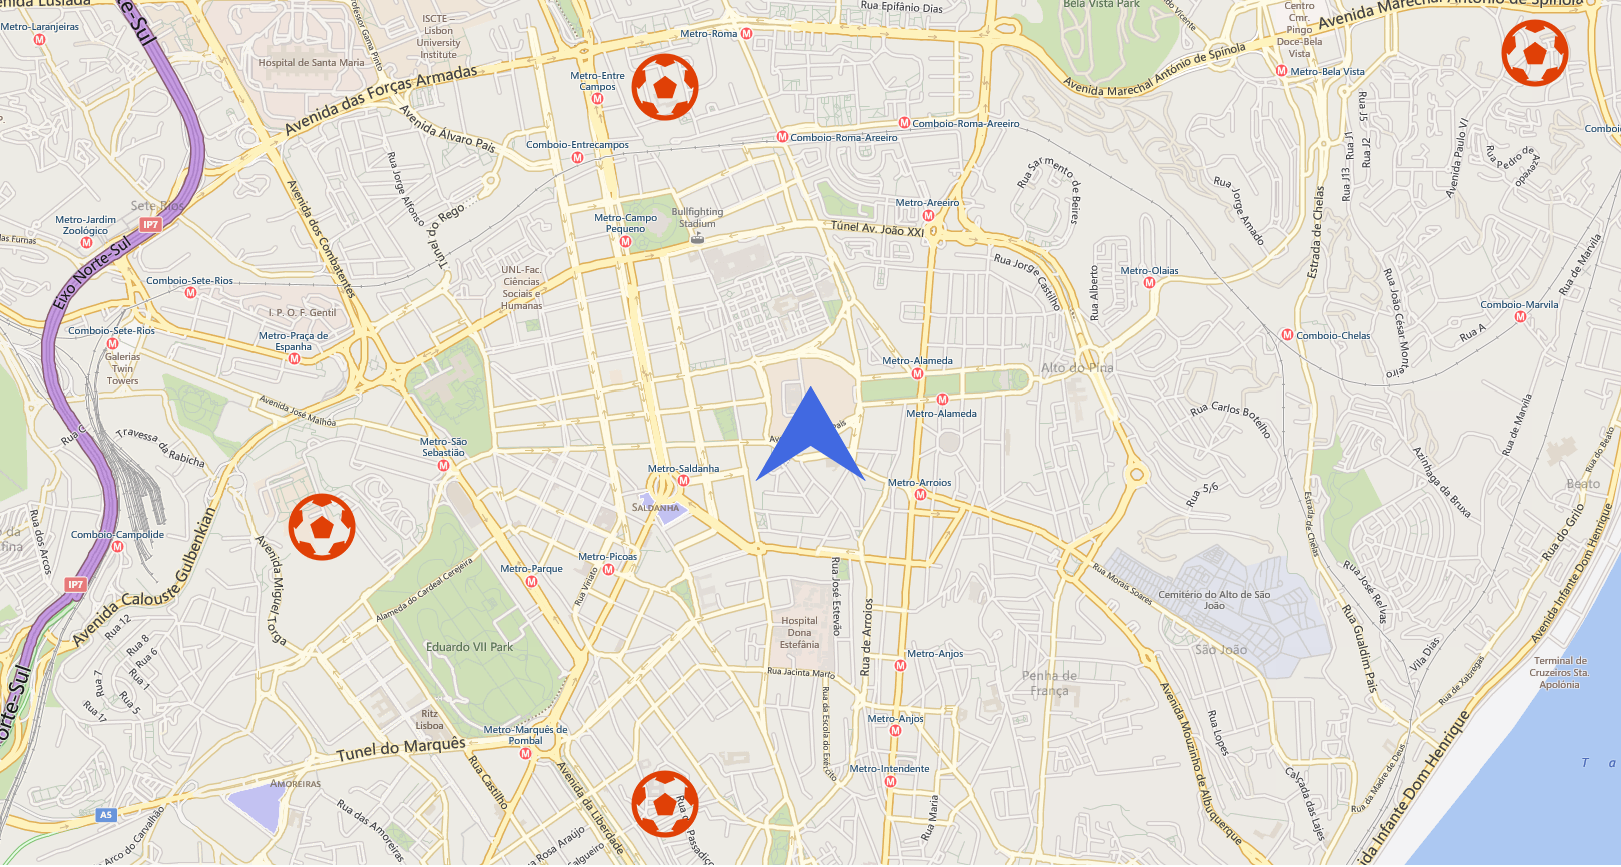 enida Lusíada
Metro-Laranjeiras
te-Sul
Professor Gama Pinto
ISCTE –
Lisbon
University
Institute
Hospital de Santa Maria
Avenida das Forças Armadas
Avenida Álvaro Pais
Metro-Roma
Metro-Entre
Campos
Comboio-Entrecampos
Rua Epifânio Dias
Bela Vista Park
do Vicente
Centro
Cmr.
Pingo
Doce-Bela
Vista
Avenida Marechal António de Spínola
Avenida Marechal António de Spínola
Metro-Bela Vista
Comboio-Roma-Areeiro
Comboio-Roma-Areeiro
Rua J5
Rua J2
Rua J13
Avenida Paulo VI
Rua Pedro de Azevedo
Comboio
Rua Jorge Afonso
Sete Rios
Metro-Jardim
Zoológico
das Furnas
IP7
Eixo Norte-Sul
Avenida dos Combatentes
Túnel do Rego
Metro-Campo
Pequeno
Bullfighting
Stadium
Túnel Av. João XXI
Metro-Areeiro
Rua Sarmento de Beires
Rua Jorge Amado
Estrada de Chelas
Rua de Marvila
Comboio-Sete-Rios
Comboio-Sete-Rios
Galerias
Twin
Towers
I. P. O. F. Gentil
Metro-Praça de
Espanha
UNL-Fac.
Ciências
Sociais e
Humanas
Rua Jorge Castilho
Rua Alberto
Metro-Olaias
Rua João César Monteiro
Comboio-Marvila
Comboio-Chelas
Rua A
Metro-Alameda
Metro-Alameda
Alto do Pina
Avenida José Malhoa
Rua G
Travessa da Rabicha
Metro-São
Sebastião
Metro-Saldanha
SALDANHA
Av
Pais
Metro-Arroios
Rua Carlos Botelho
Rua 5/6
Rua de Marvila
Azinhaga da Bruxa
Rua do Beato
Beato
Rua do Grilo
Avenida Infante Dom Henrique
Estrada de Chelas
Rua dos Arcos
o da
China
Comboio-Campolide
IP7
Avenida Calouste Gulbenkian
Avenida Miguel Torga
Metro-Picoas
Metro-Parque
Rua Viriato
Alameda do Cardeal Cerejeira
Eduardo VII Park
Rua José Estevão
Rua de Arroios
Hospital
Dona
Estefânia
Rua Jacinta Marto
Rua da Escola do Exército
Metro-Anjos
Metro-Anjos
Metro-Intendente
Rua Morais Soares
Cemitério do Alto de São
João
São João
Penha de
França
Rua José Relvas
Rua Gualdim Pais
Vila Dias
Rua de Xabregas
Terminal de
Cruzeiros Sta.
Apolonia
Rua 12
Rua 8
Rua 6
Rua 1
Rua 7
Rua 5
Rua 17
orte-Sul
Ritz
Lisboa
Metro-Marquês de
Pombal
Tunel do Marquês
AMOREIRAS
A5
Arco do Carvalhão
Rua das Amoreiras
Rua Castilho
Avenida da Liberdade
Rosa Araújo
Salgueiro
Rua do Passadiço
Rua Maria
Avenida Mouzinho de Albuquerque
Rua Lopes
Calçada das Lajes
Rua da Madre de Deus
ida Infante Dom Henrique
T a